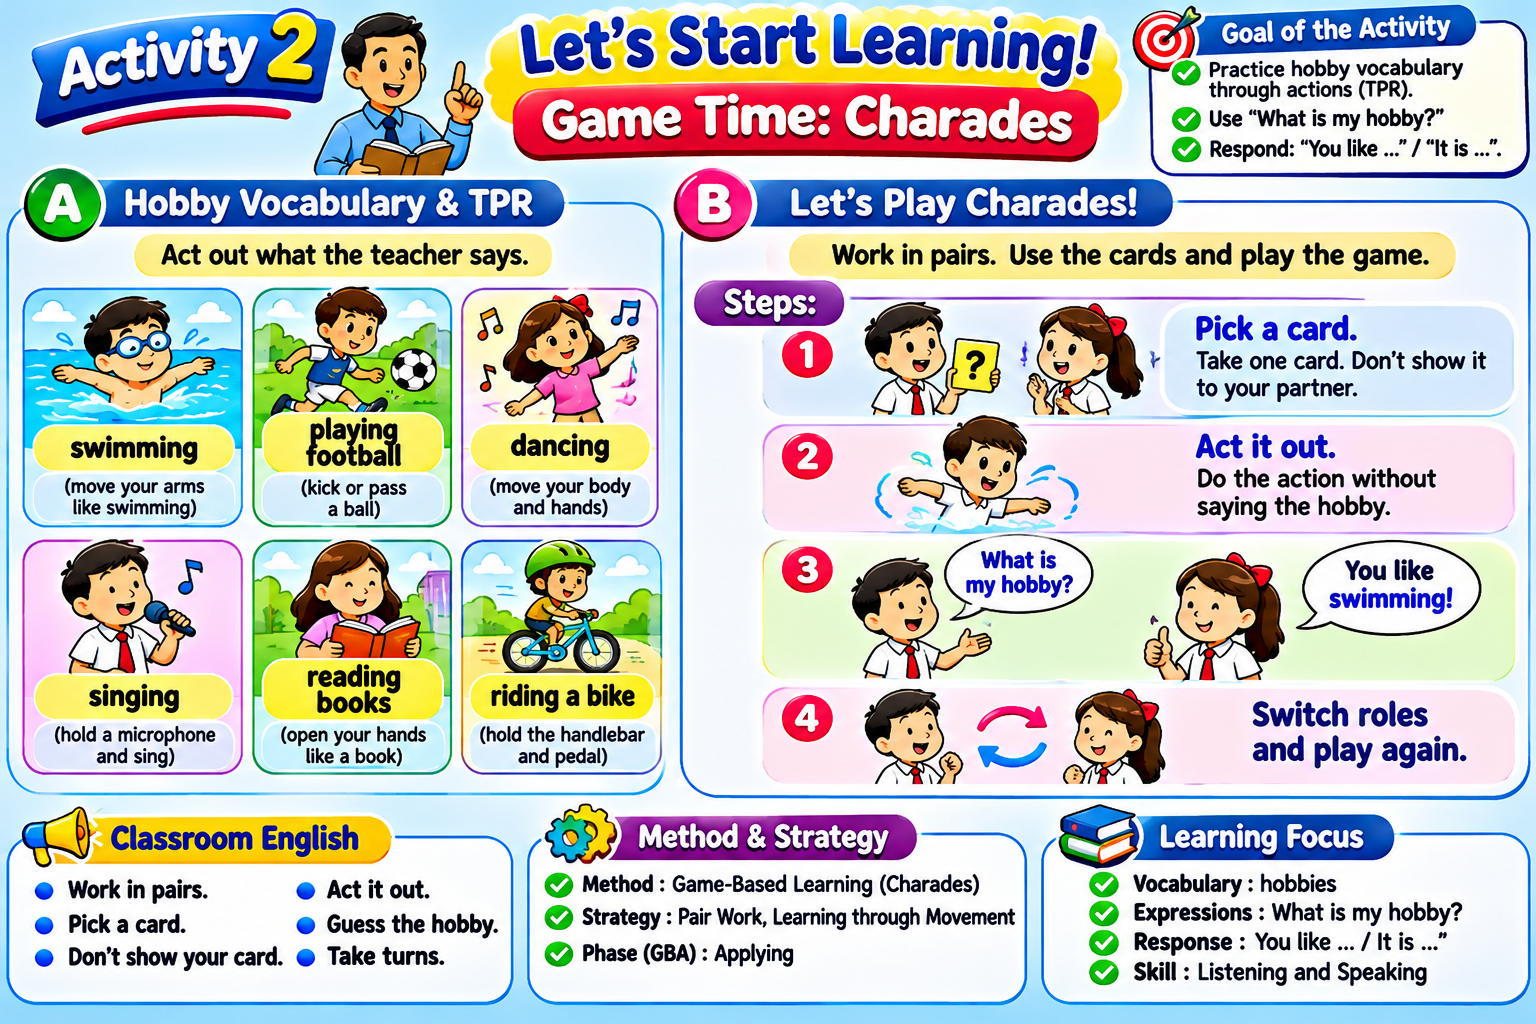 Activity 2
Let's Start Learning!
Game Time: Charades
Goal of the Activity
Practice hobby vocabulary
through actions (TPR).
Use “What is my hobby?”
Respond: “You like ...” / “It is ...”.
A
Hobby Vocabulary & TPR
Act out what the teacher says.
swimming
(move your arms
like swimming)
playing
football
(kick or pass
a ball)
dancing
(move your body
and hands)
singing
(hold a microphone
and sing)
reading
books
(open your hands
like a book)
riding a bike
(hold the handlebar
and pedal)
B
Let's Play Charades!
Work in pairs. Use the cards and play the game.
Steps:
1
?
Pick a card.
Take one card. Don't show it
to your partner.
2
Act it out.
Do the action without
saying the hobby.
3
What is
my hobby?
You like
swimming!
4
Switch roles
and play again.
Classroom English
Work in pairs.
Pick a card.
Don't show your card.
Act it out.
Guess the hobby.
Take turns.
Method & Strategy
Method : Game-Based Learning (Charades)
Strategy : Pair Work, Learning through Movement
Phase (GBA) : Applying
Learning Focus
Vocabulary : hobbies
Expressions : What is my hobby?
Response : You like ... / It is ...”
Skill : Listening and Speaking